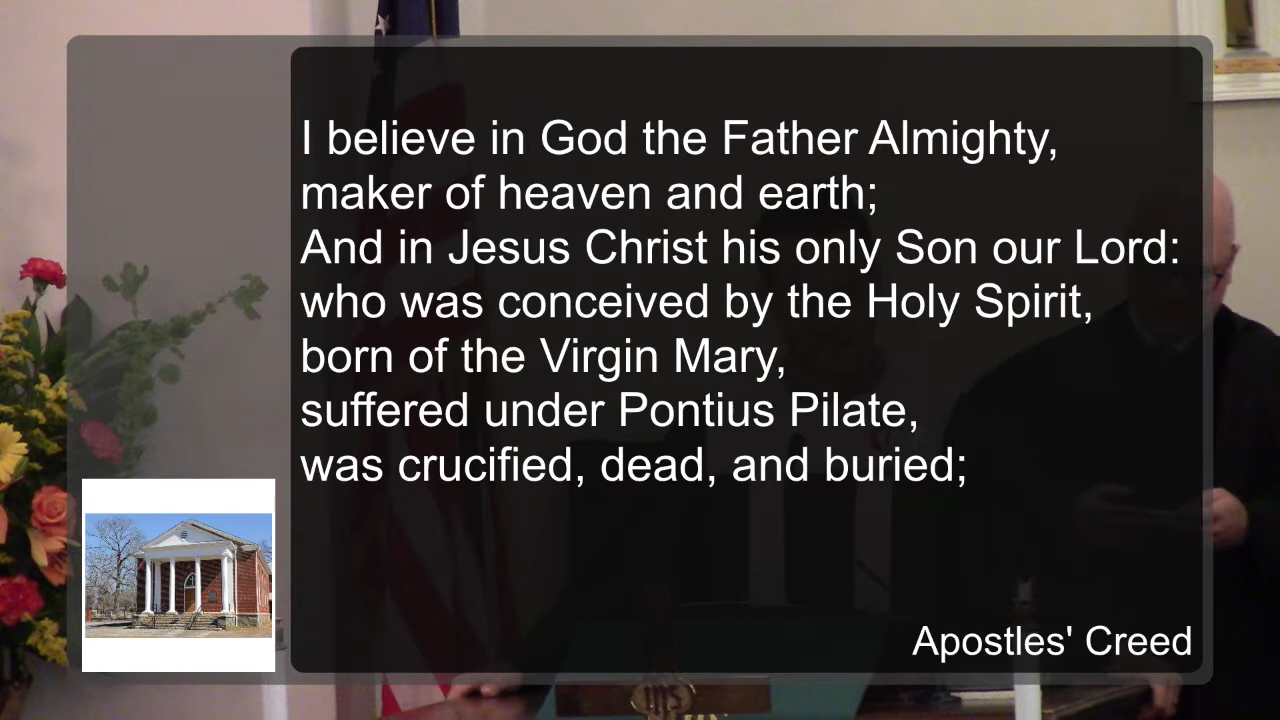 I believe in God the Father Almighty,
maker of heaven and earth;
And in Jesus Christ his only Son our Lord:
who was conceived by the Holy Spirit,
born of the Virgin Mary,
suffered under Pontius Pilate,
was crucified, dead, and buried;
Apostles' Creed
IHS